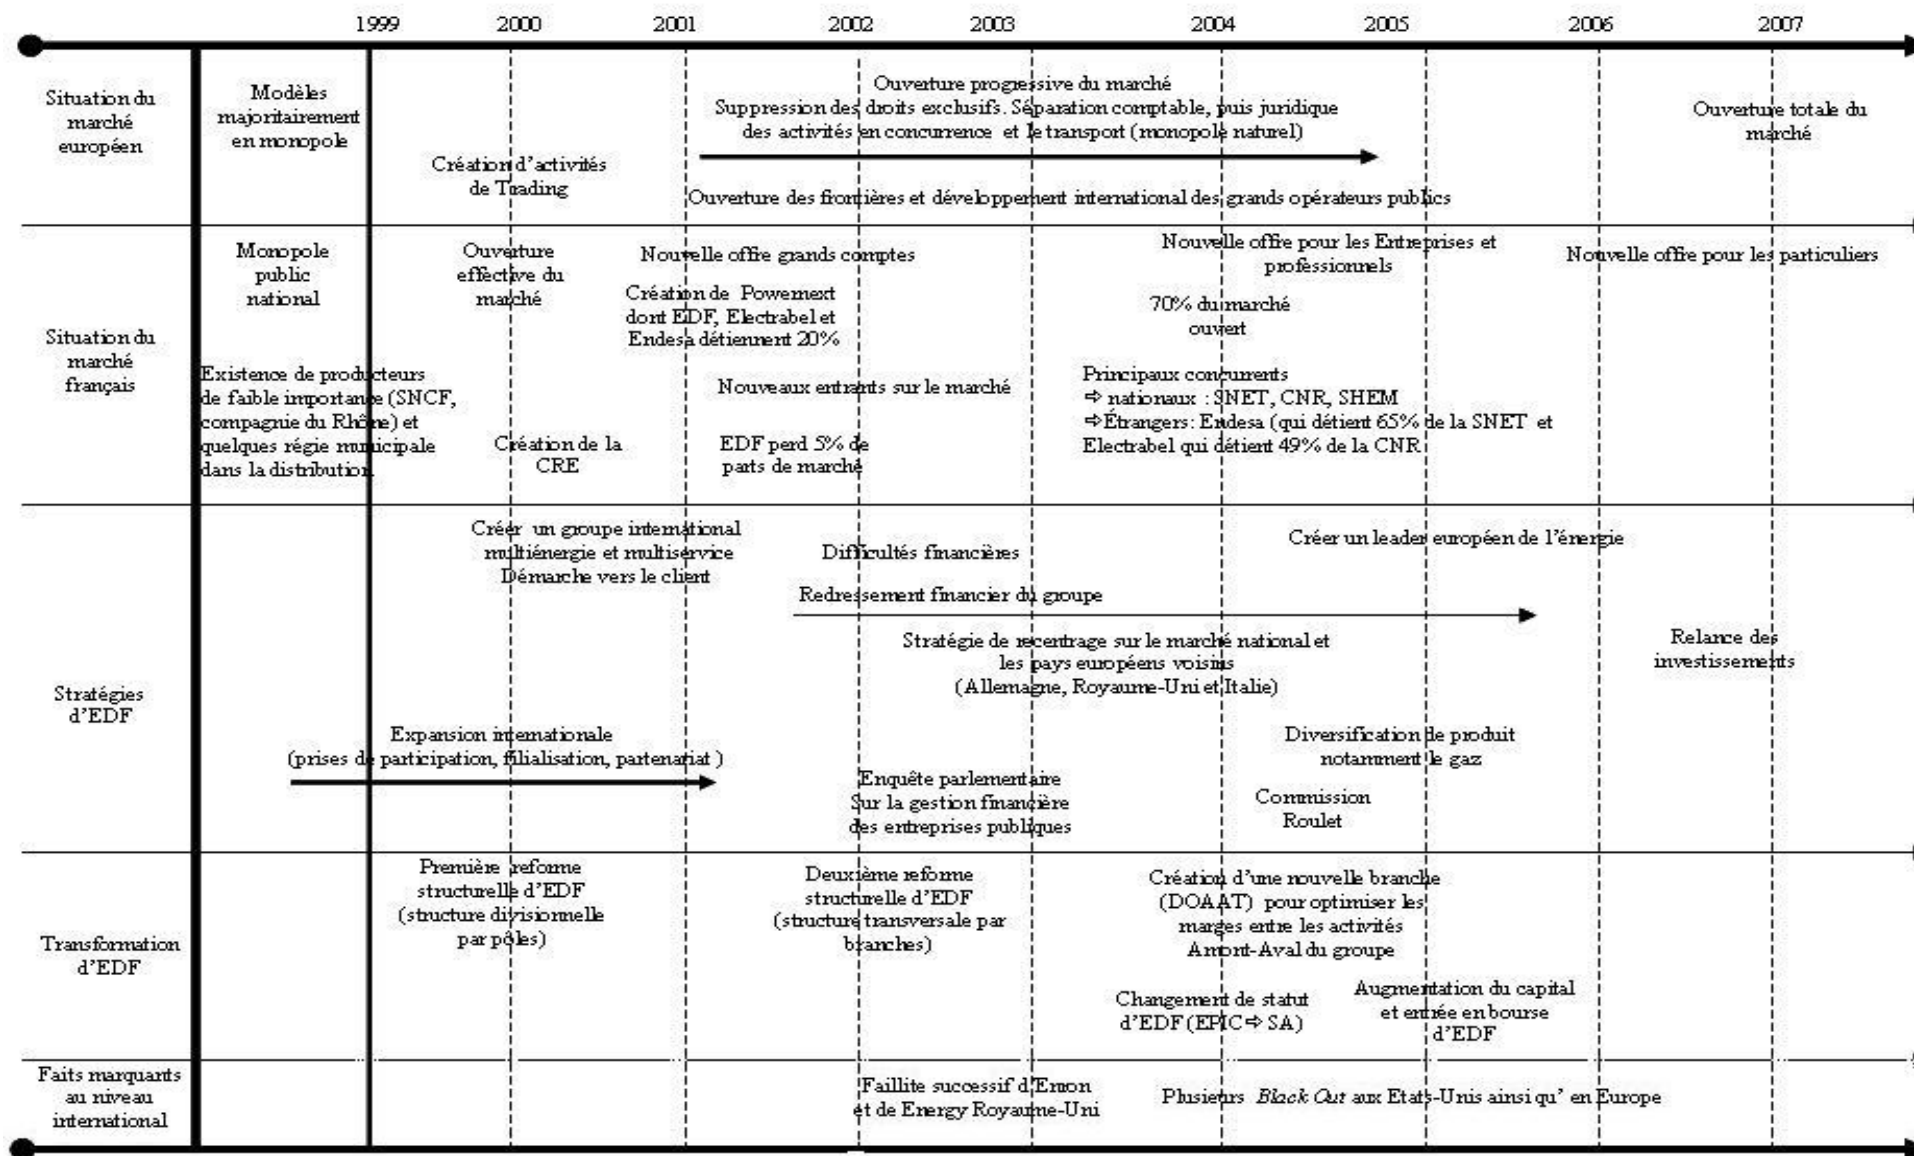 1999 2000 2001 2002 2003 2004 2005 2006 2007
Situation du
marché
européen
Modèles
majoritairement
en monopole
Création d'activités
de Trading
Ouverture progressive du marché
Suppression des droits exclusifs. Séparation comptable, puis juridique
des activités en concurrence et le transport (monopole naturel)
Ouverture des frontières et développement international des grands opérateurs publics
Ouverture totale du
marché
Situation du
marché
français
Monopole
public
national
Existence de producteurs
de faible importance (SNCF,
compagnie du Rhône) et
quelques régie municipale
dans la distribution
Ouverture
effective du
marché
Création de la
CRE
Nouvelle offre grands comptes
Création de Powernext
dont EDF, Electrabel et
Endesa détiennent 20%
Nouveaux entrants sur le marché
EDF perd 5% de
parts de marché
Nouvelle offre pour les Entreprises et
professionnels
70% du marché
ouvert
Principaux concurrents
⇨ nationaux : SNET, CNR, SHEM
⇨Étrangers: Endesa (qui détient 65% de la SNET et
Electrabel qui détient 49% de la CNR
Nouvelle offre pour les particuliers
Stratégies
d'EDF
Créer un groupe international
multiénergie et multiservice
Démarche vers le client
Difficultés financières
Redressement financier du groupe
Créer un leader européen de l'énergie
Stratégie de recentrage sur le marché national et
les pays européens voisins
(Allemagne, Royaume-Uni et Italie)
Relance des
investissements
Expansion internationale
(prises de participation, filialisation, partenariat )
Enquête parlementaire
Sur la gestion financière
des entreprises publiques
Diversification de produit
notamment le gaz
Commission
Roulet
Transformation
d'EDF
Première reforme
structurelle d'EDF
(structure divisionnelle
par pôles)
Deuxième reforme
structurelle d'EDF
(structure transversale par
branches)
Création d'une nouvelle branche
(DOAAT) pour optimiser les
marges entre les activités
Amont-Aval du groupe
Changement de statut
d'EDF (EPIC ⇨ SA)
Augmentation du capital
et entrée en bourse
d'EDF
Faits marquants
au niveau
international
Faillite successif d'Enron
et de Energy Royaume-Uni
Plusieurs Black Out aux Etats-Unis ainsi qu' en Europe